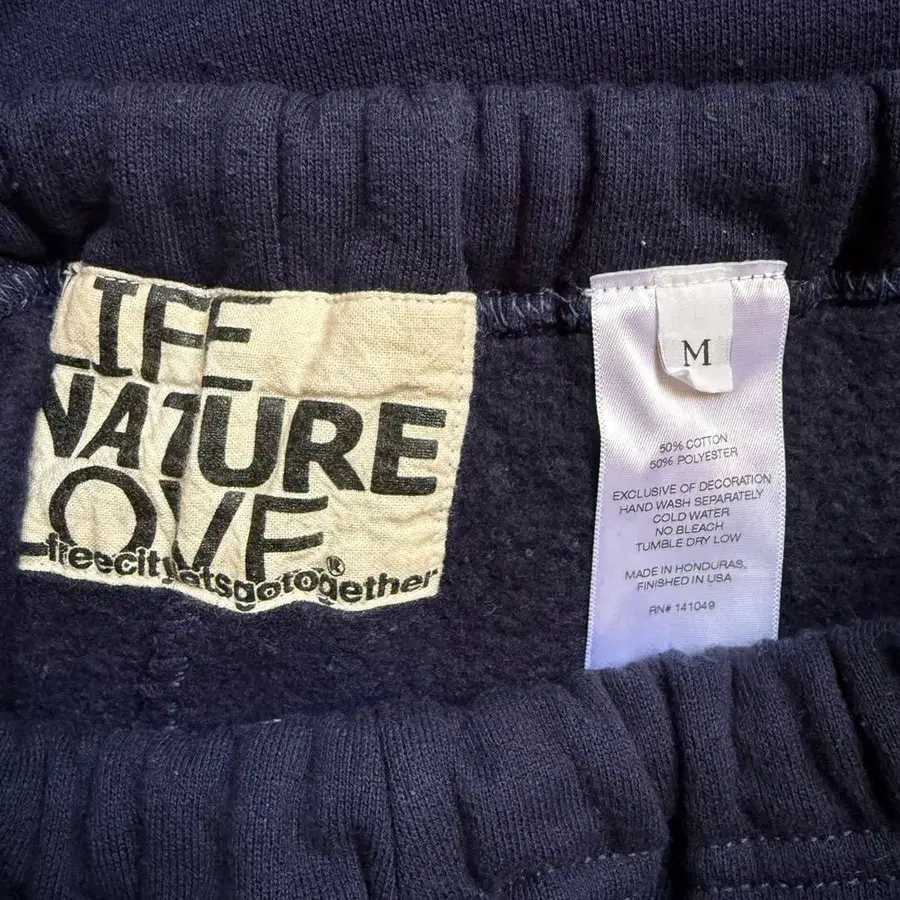 LIFE
NATURE
LOVE
freecityletsgotogether®
M
50% COTTON
50% POLYESTER
EXCLUSIVE OF DECORATION
HAND WASH SEPARATELY
COLD WATER
NO BLEACH
TUMBLE DRY LOW
MADE IN HONDURAS,
FINISHED IN USA
RN# 141049